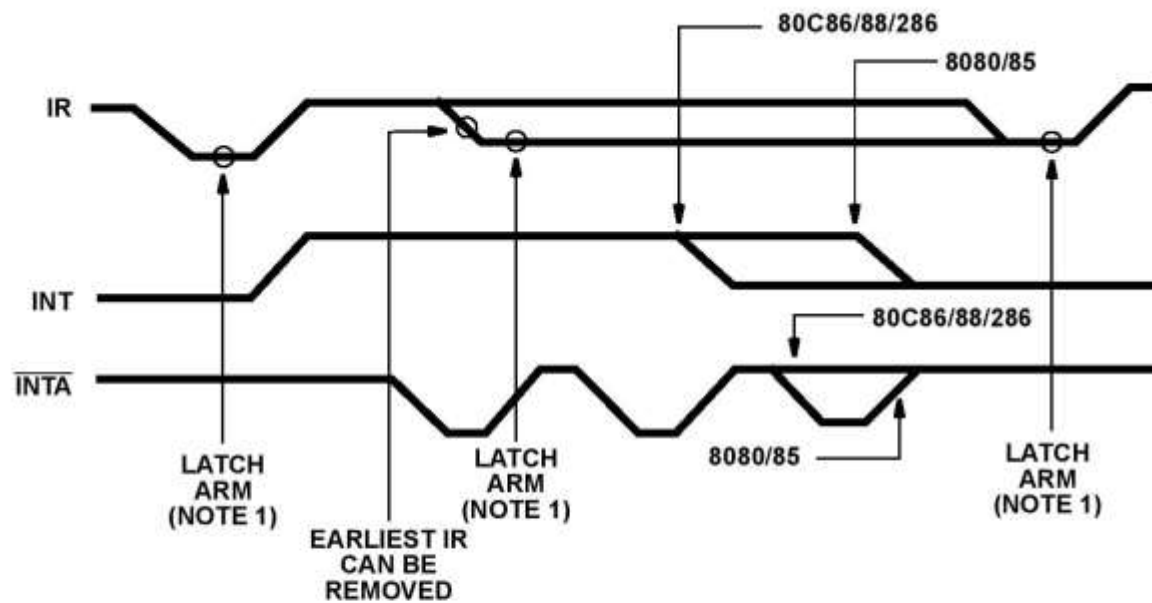 80C86/88/286
8080/85
IR
INT
80C86/88/286
INTA
8080/85
LATCH
ARM
(NOTE 1)
EARLIEST IR
CAN BE
REMOVED
LATCH
ARM
(NOTE 1)
LATCH
ARM
(NOTE 1)